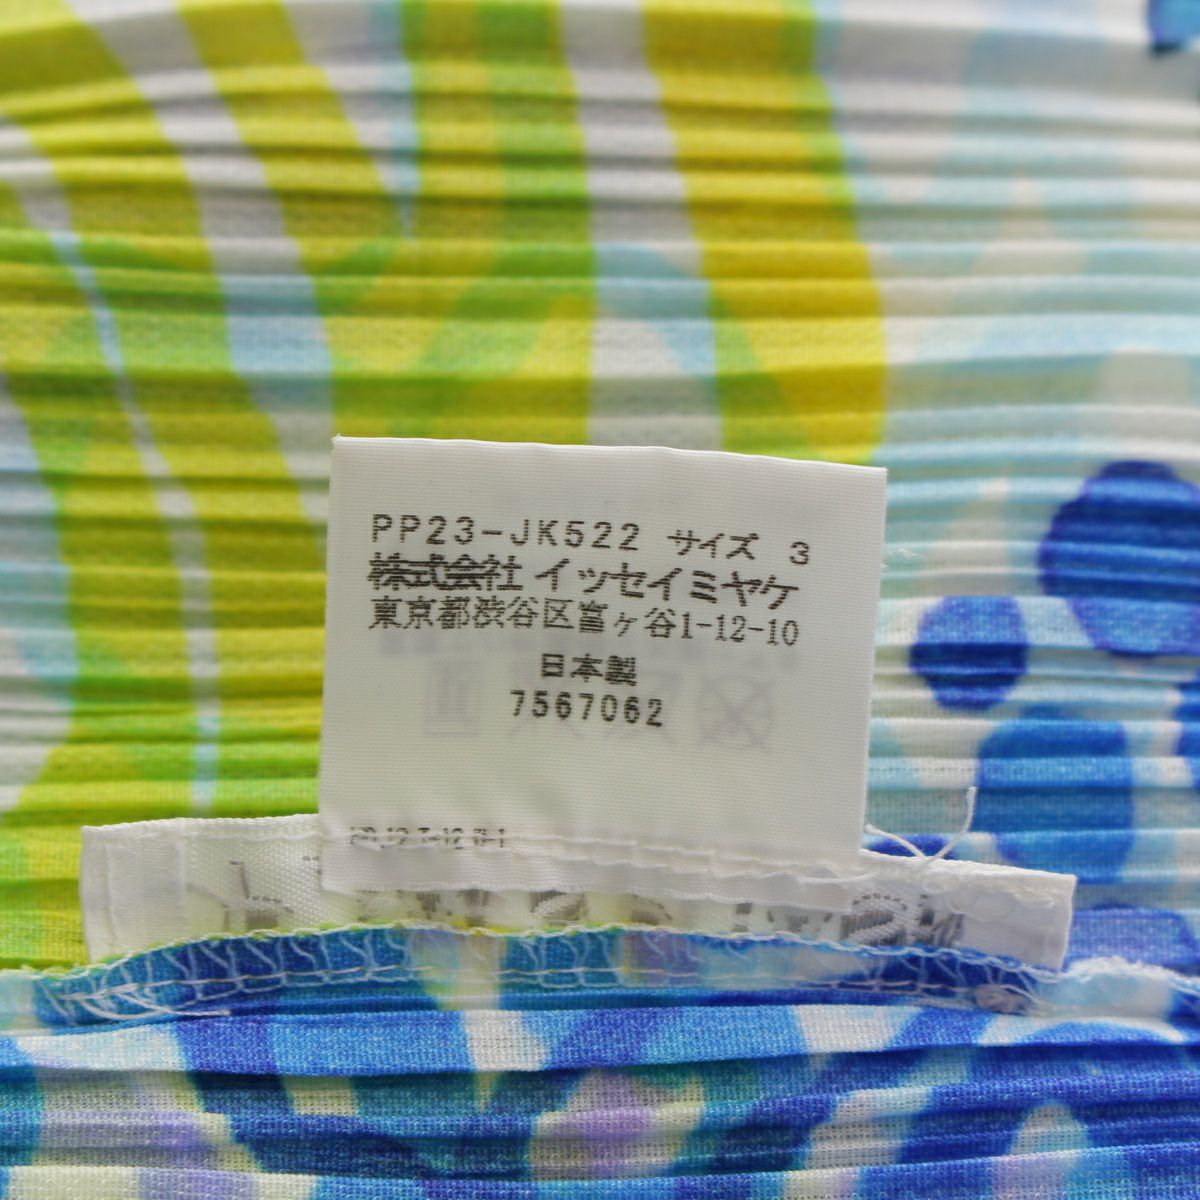 PP23-JK522 サイズ 3
株式会社 イッセイミヤケ
東京都渋谷区富ヶ谷1-12-10
日本製
7567062